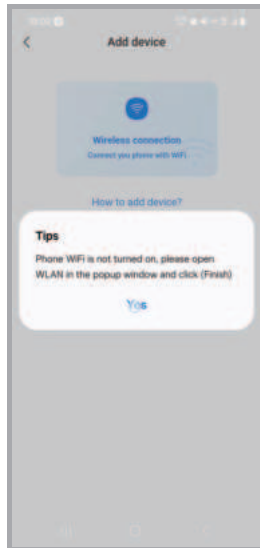 Add device
Wireless connection
Connect you phone with WiFi
How to add device?
Tips
Phone WiFi is not turned on, please open
WLAN in the popup window and click (Finish)
Yes